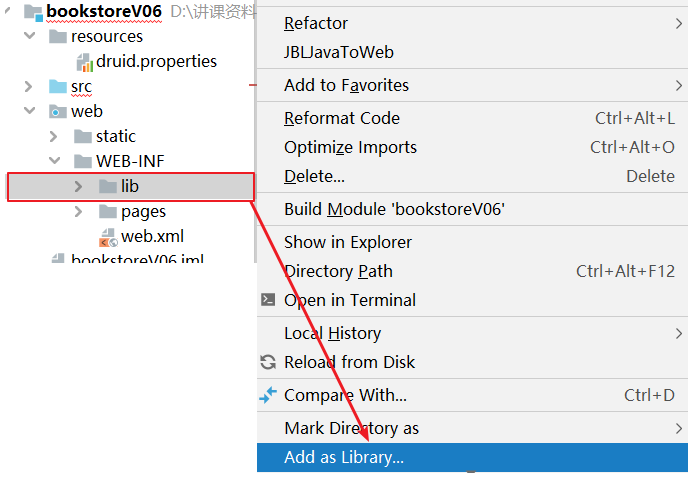 bookstoreV06 D:\讲课资料
resources
druid.properties
src
web
static
WEB-INF
lib
pages
web.xml
bookstoreV06.iml
Refactor
JBLJavaToWeb
Add to Favorites
Reformat Code Ctrl+Alt+L
Optimize Imports Ctrl+Alt+O
Delete... Delete
Build Module 'bookstoreV06'
Show in Explorer
Directory Path Ctrl+Alt+F12
Open in Terminal
Local History
Reload from Disk
Compare With... Ctrl+D
Mark Directory as
Add as Library...